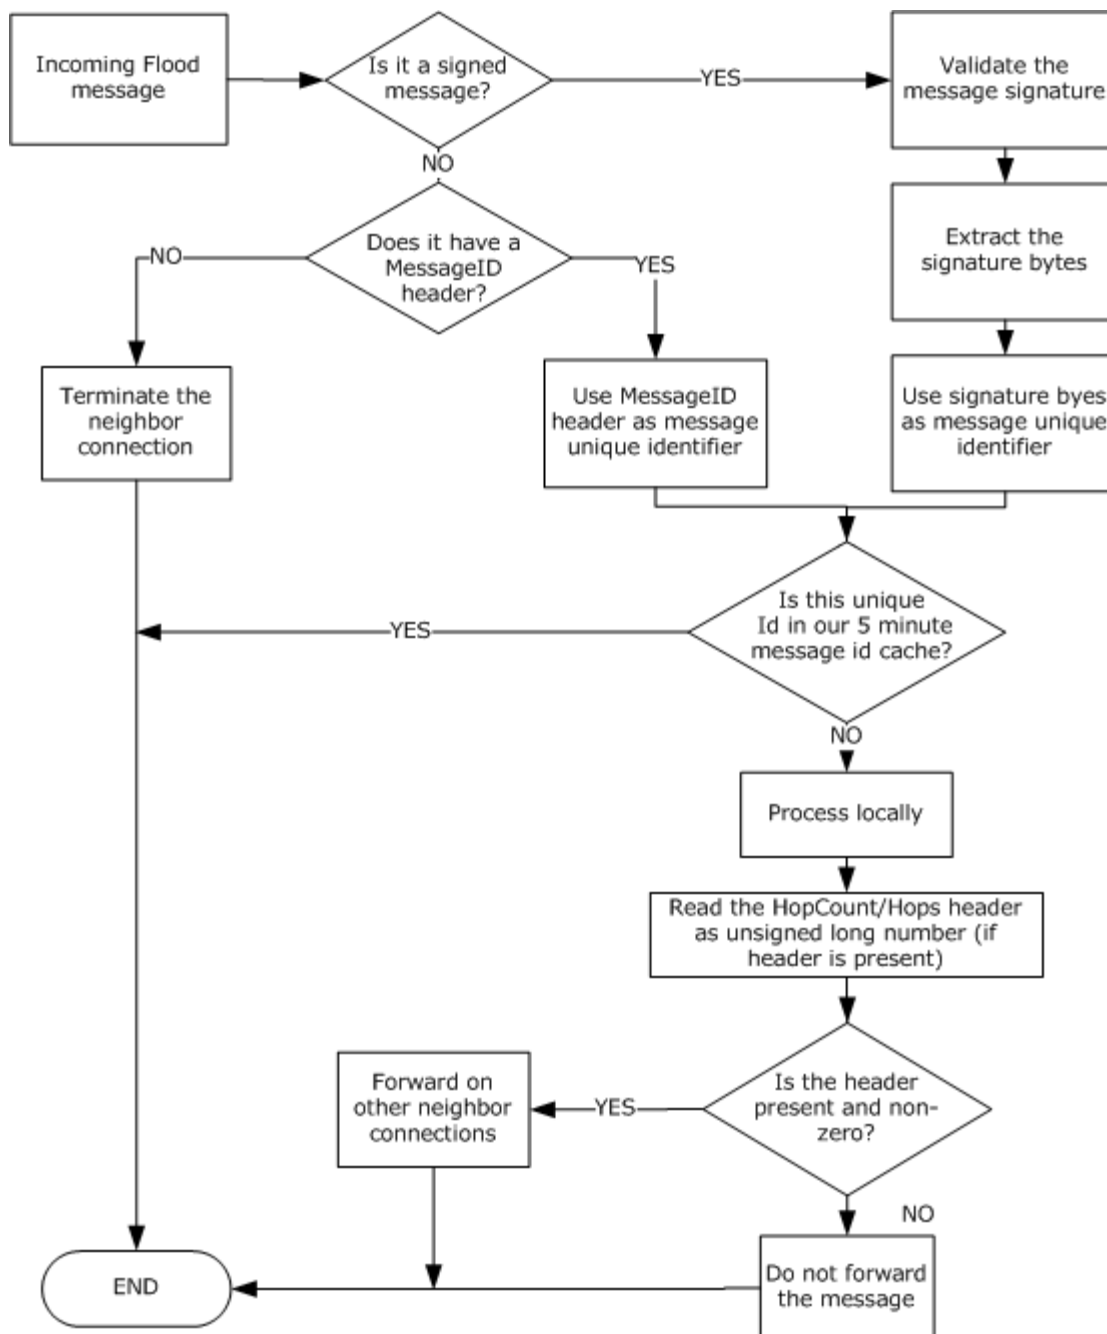 Incoming Flood
message
Is it a signed
message?
YES
Validate the
message signature
NO
Does it have a
MessageID
header?
NO
YES
Extract the
signature bytes
Terminate the
neighbor
connection
Use MessageID
header as message
unique identifier
Use signature byes
as message unique
identifier
Is this unique
Id in our 5 minute
message id cache?
YES
NO
Process locally
Read the HopCount/Hops header
as unsigned long number (if
header is present)
Is the header
present and non-
zero?
YES
Forward on
other neighbor
connections
NO
Do not forward
the message
END